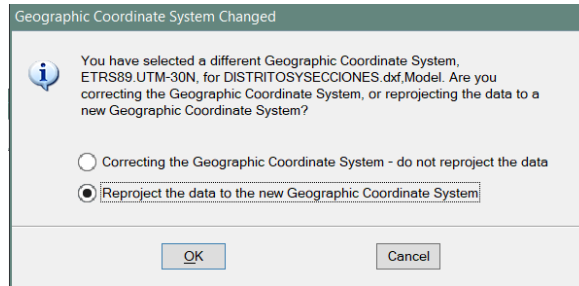 Geographic Coordinate System Changed
You have selected a different Geographic Coordinate System,
ETRS89.UTM-30N, for DISTRITOSYSECCIONES.dxf,Model. Are you
correcting the Geographic Coordinate System, or reprojecting the data to a
new Geographic Coordinate System?
Correcting the Geographic Coordinate System - do not reproject the data
Reproject the data to the new Geographic Coordinate System
OK Cancel